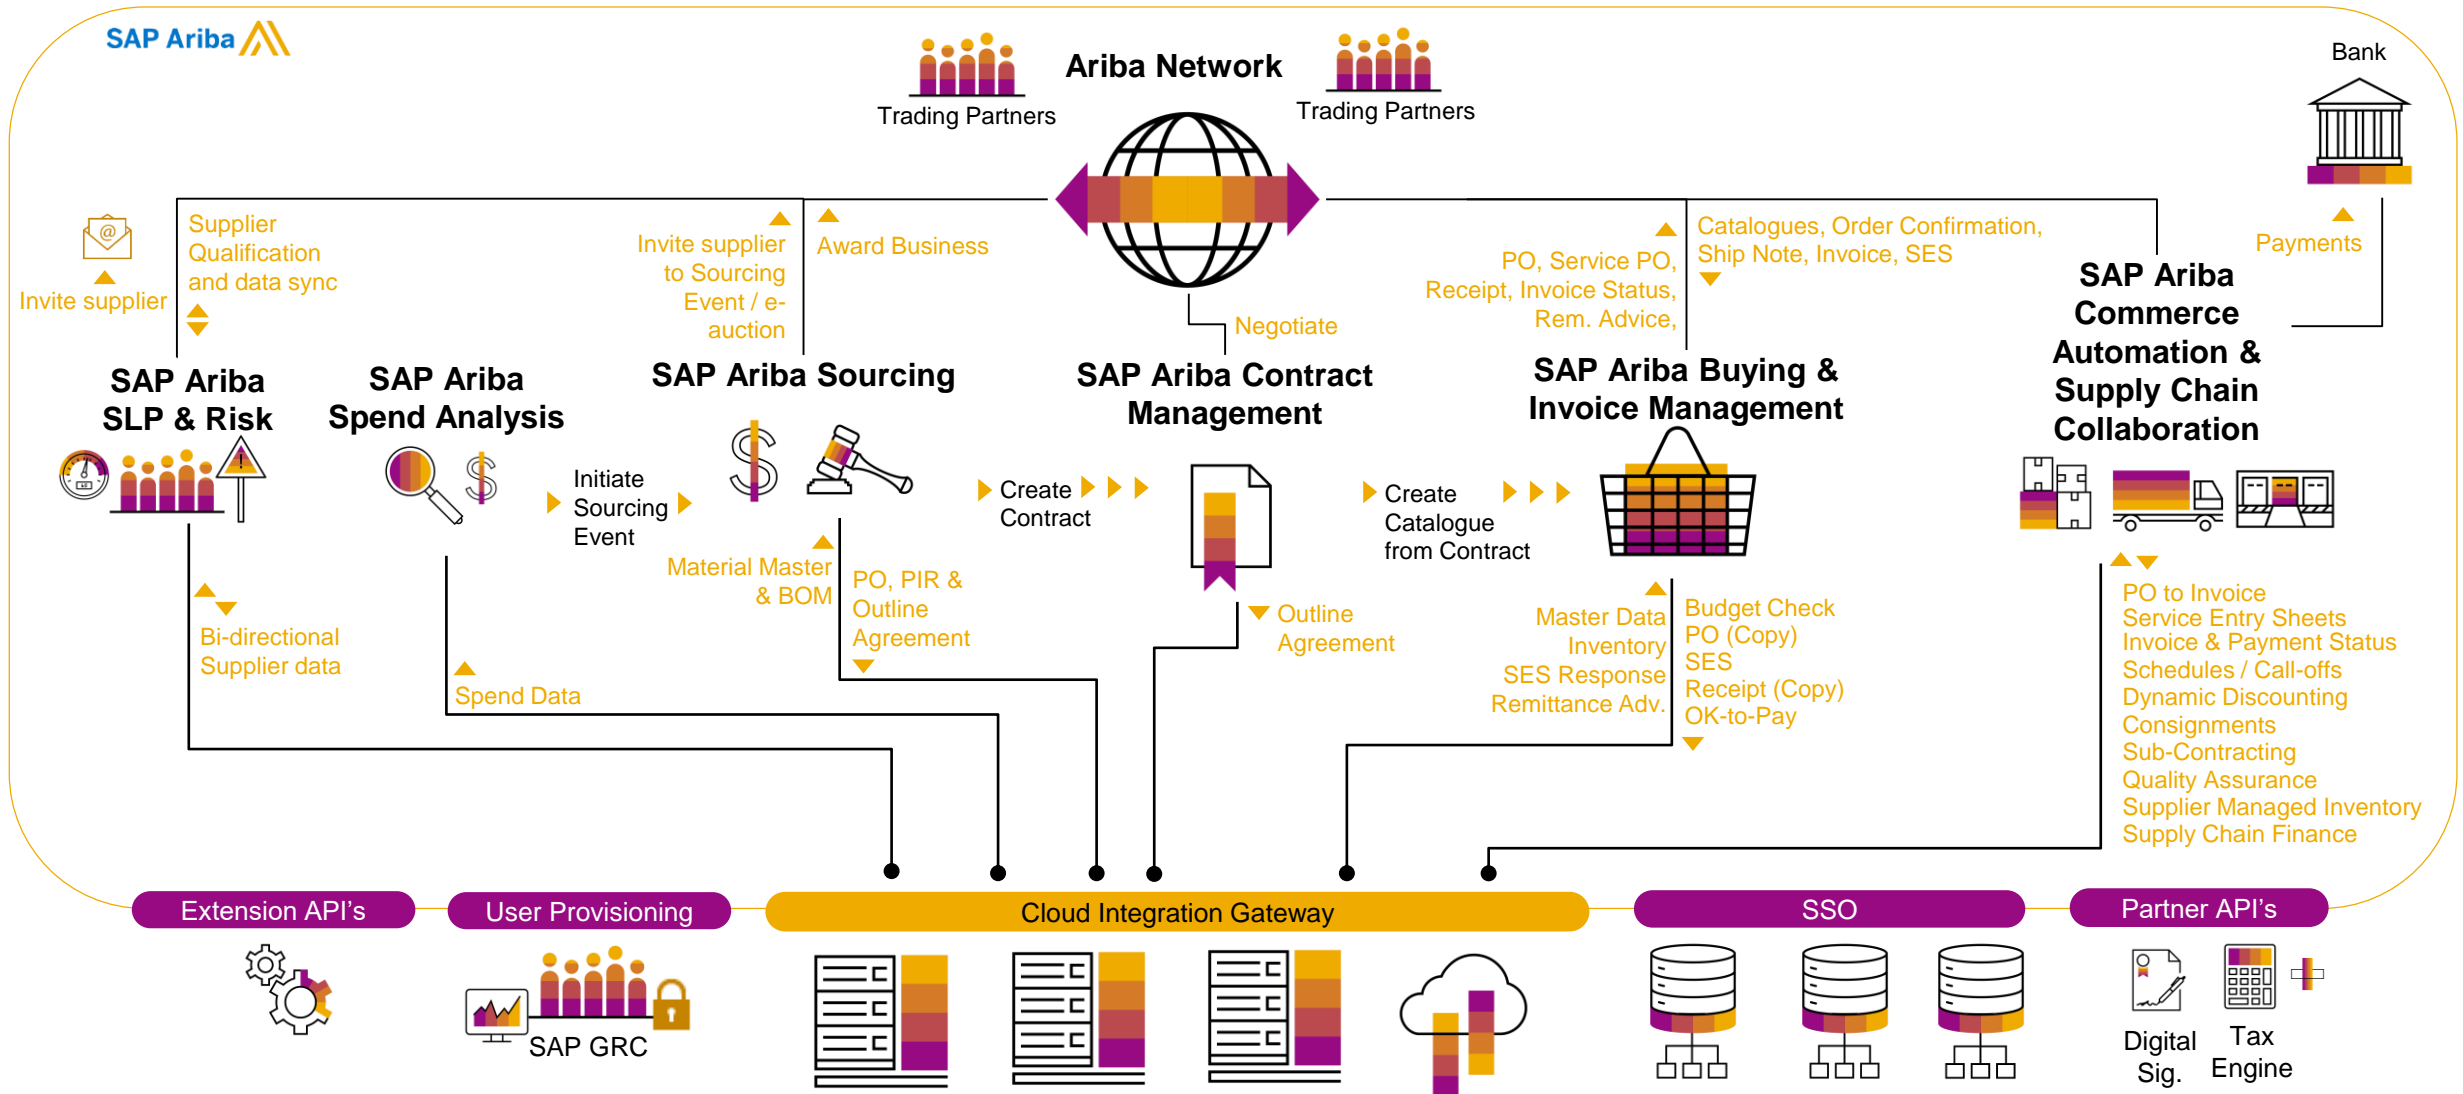 SAP Ariba
Ariba Network
Trading Partners
Trading Partners
Bank
Invite supplier
Supplier
Qualification
and data sync
Invite supplier
to Sourcing
Event / e-
auction
Award Business
Negotiate
PO, Service PO,
Receipt, Invoice Status,
Rem. Advice,
Catalogues, Order Confirmation,
Ship Note, Invoice, SES
Payments
SAP Ariba
SLP & Risk
SAP Ariba
Spend Analysis
SAP Ariba Sourcing
SAP Ariba Contract
Management
SAP Ariba Buying &
Invoice Management
SAP Ariba
Commerce
Automation &
Supply Chain
Collaboration
Initiate
Sourcing
Event
Create
Contract
Create
Catalogue
from Contract
Bi-directional
Supplier data
Spend Data
Material Master
& BOM
PO, PIR &
Outline
Agreement
Outline
Agreement
Master Data
Inventory
SES Response
Remittance Adv.
Budget Check
PO (Copy)
SES
Receipt (Copy)
OK-to-Pay
PO to Invoice
Service Entry Sheets
Invoice & Payment Status
Schedules / Call-offs
Dynamic Discounting
Consignments
Sub-Contracting
Quality Assurance
Supplier Managed Inventory
Supply Chain Finance
Extension API's
User Provisioning
Cloud Integration Gateway
SSO
Partner API's
SAP GRC
Digital
Sig.
Tax
Engine